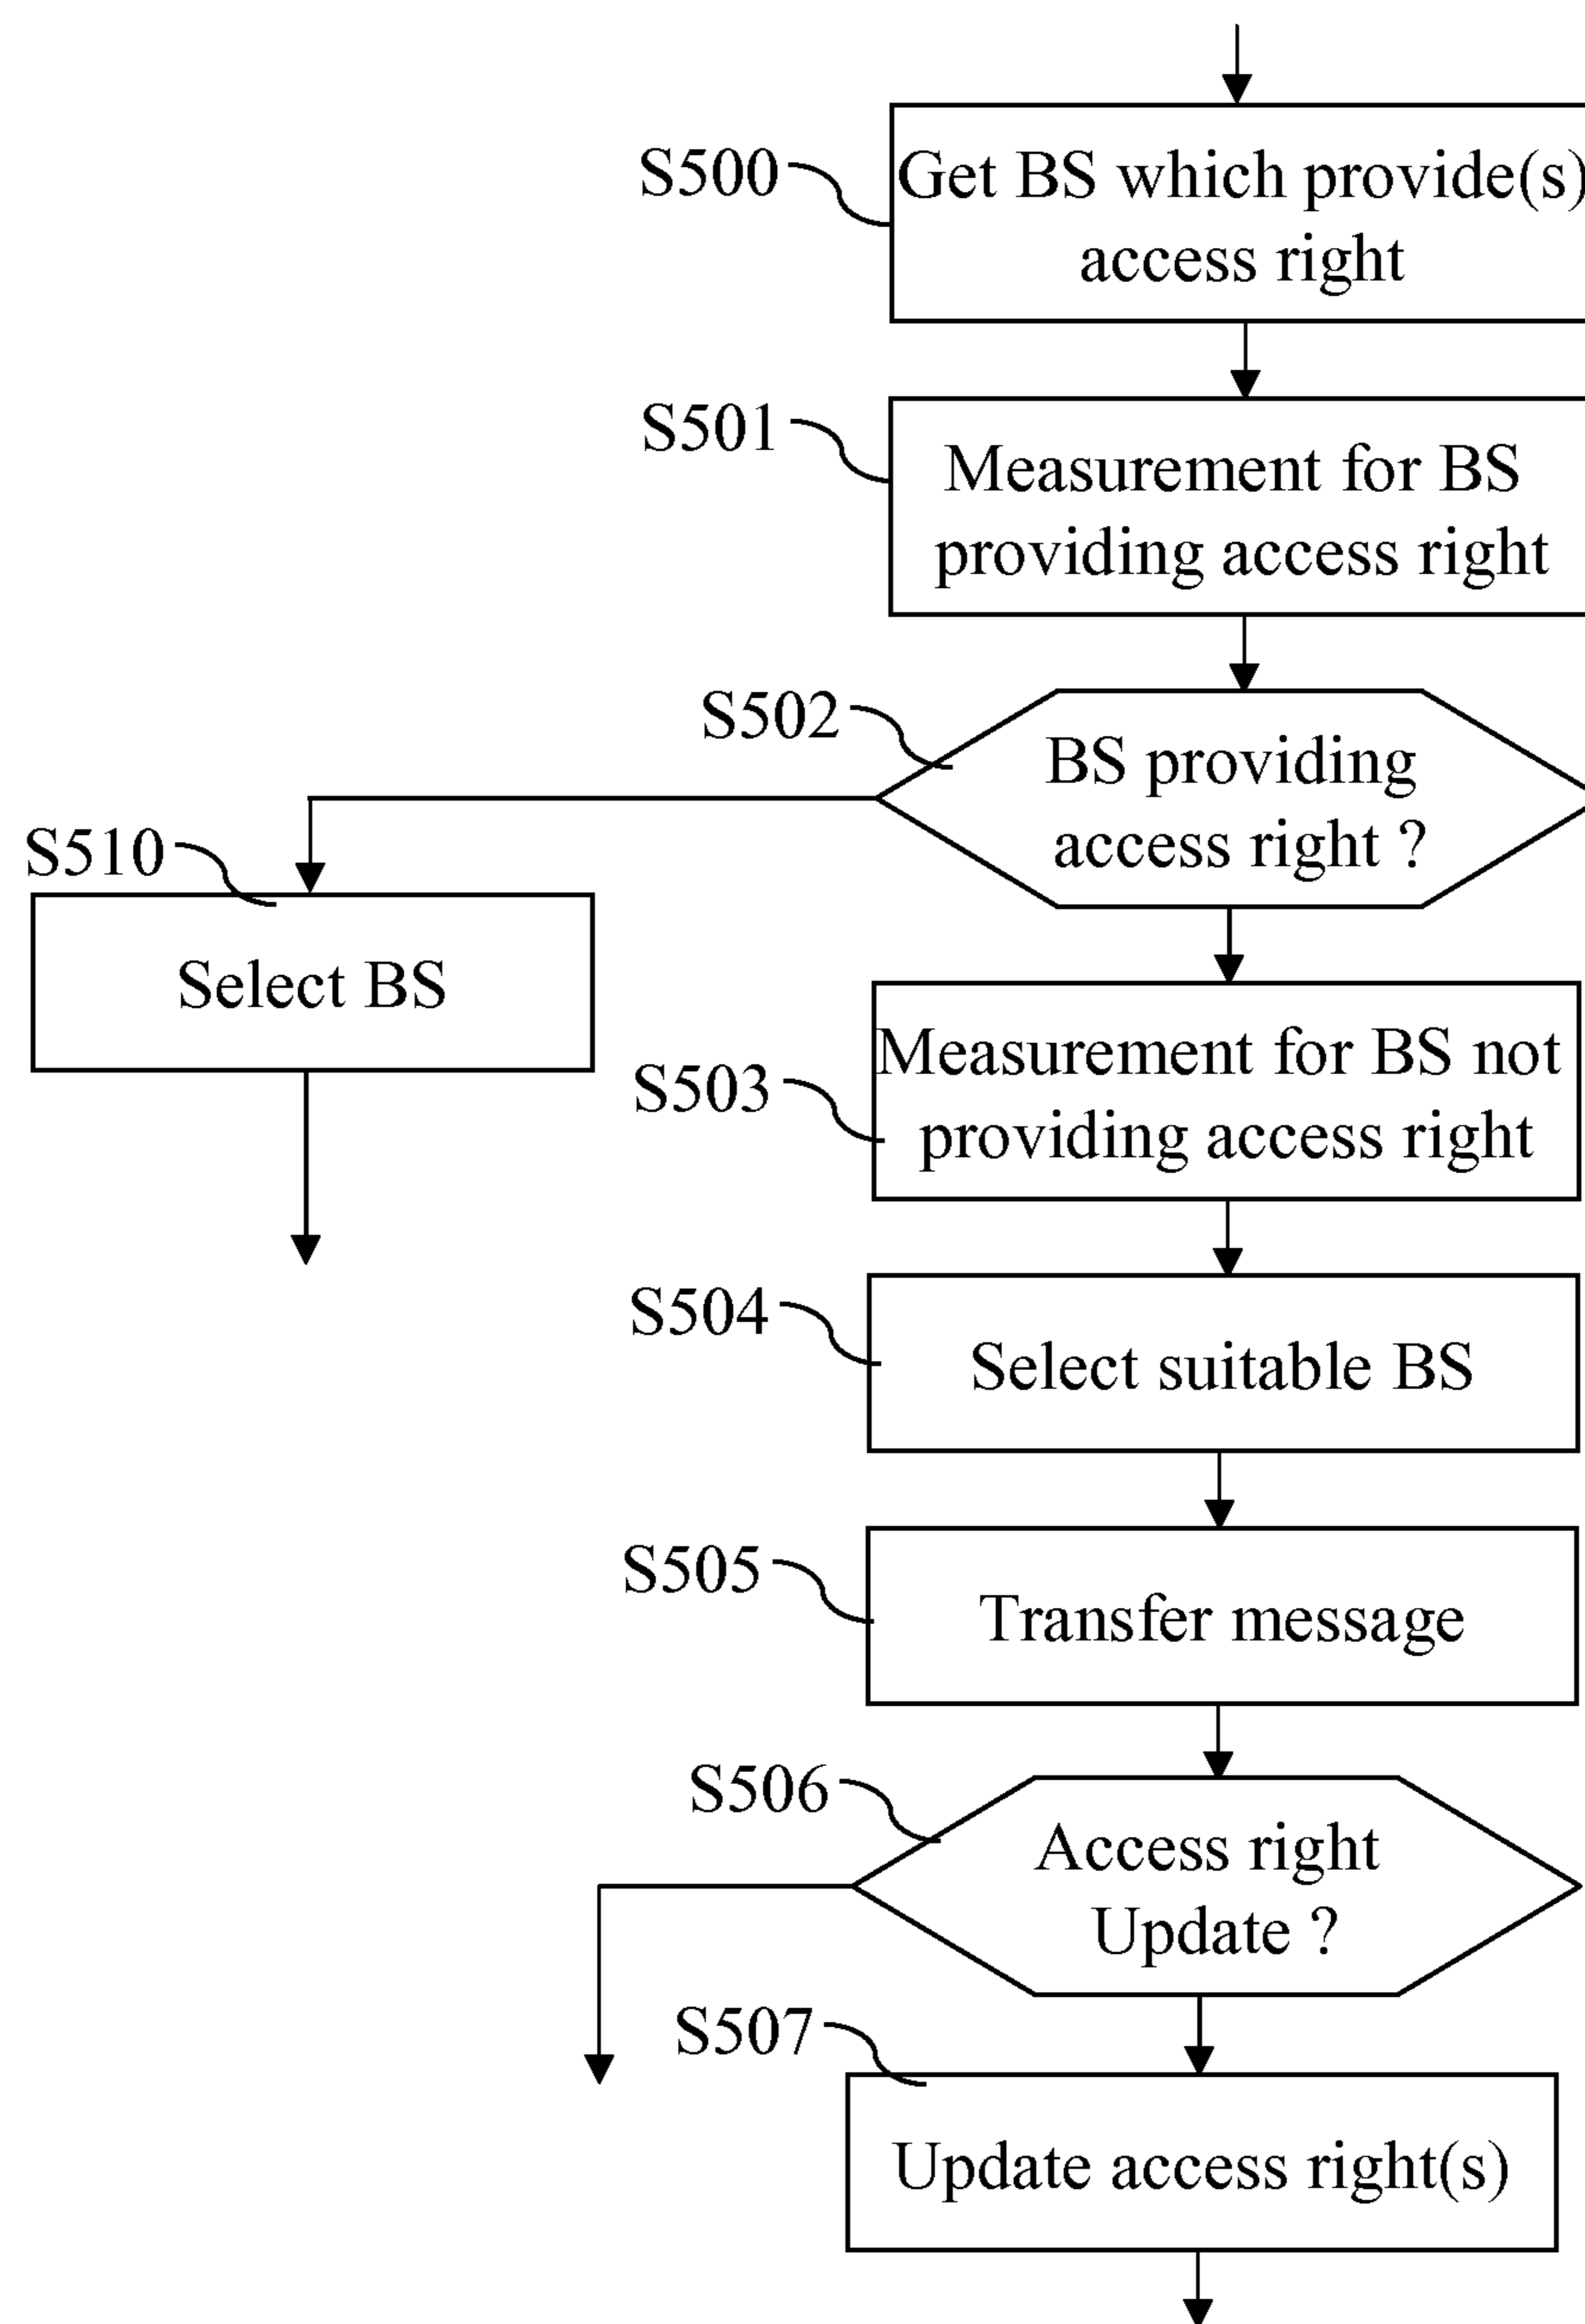 S500
Get BS which provide(s)
access right
S501
Measurement for BS
providing access right
S502
BS providing
access right ?
S510
Select BS
S503
Measurement for BS not
providing access right
S504
Select suitable BS
S505
Transfer message
S506
Access right
Update ?
S507
Update access right(s)